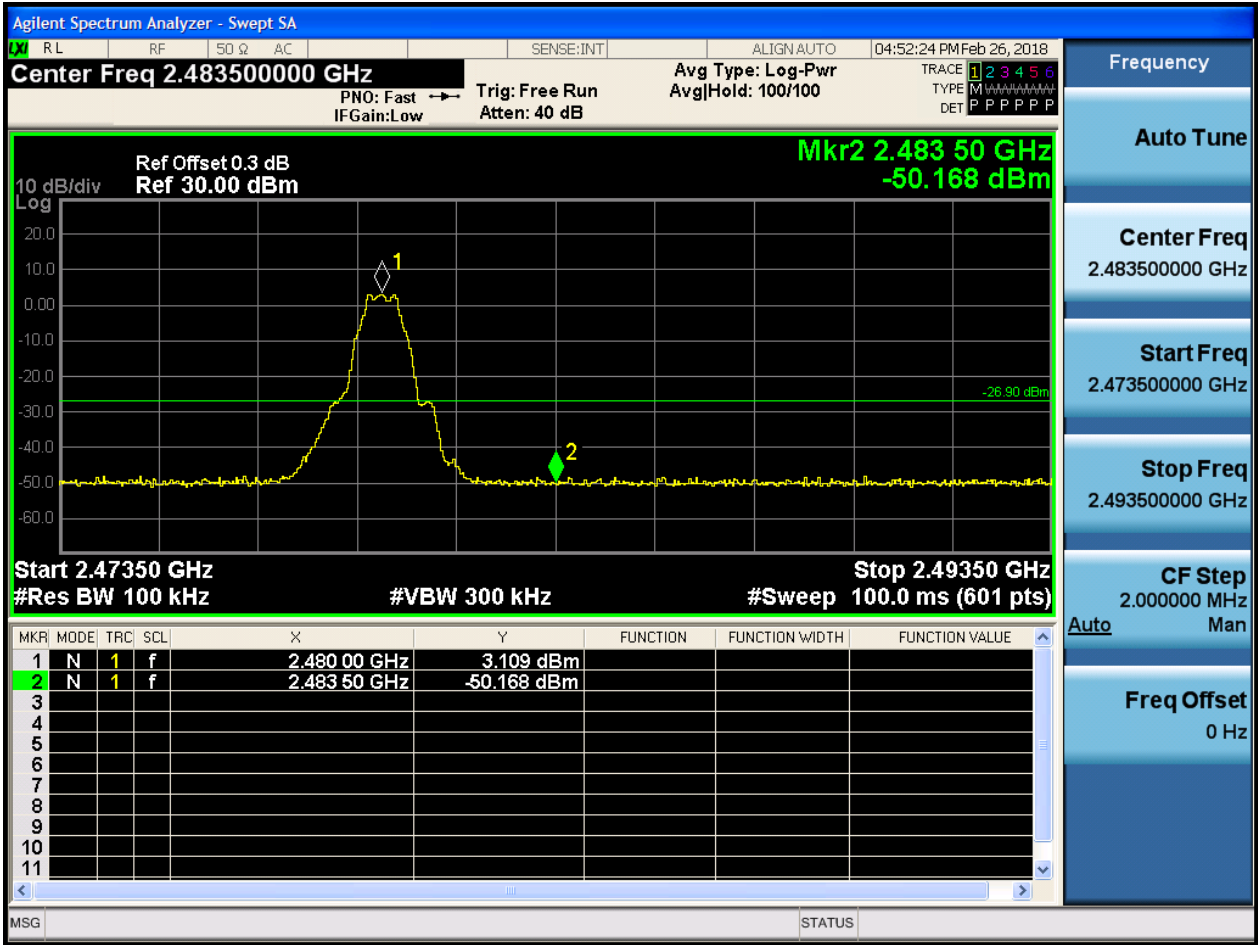 Agilent Spectrum Analyzer - Swept SA
LXI RL RF 50 Ω AC SENSE:INT ALIGN AUTO 04:52:24 PM Feb 26, 2018
Center Freq 2.483500000 GHz
PNO: Fast
IFGain:Low
Trig: Free Run
Atten: 40 dB
Avg Type: Log-Pwr
Avg|Hold: 100/100
TRACE 1 2 3 4 5 6
TYPE M WWWWW
DET P P P P P P
Ref Offset 0.3 dB
Ref 30.00 dBm
10 dB/div
Log
Mkr2 2.483 50 GHz
-50.168 dBm
20.0
10.0
0.00
-10.0
-20.0
-30.0
-40.0
-50.0
-60.0
1
2
-26.90 dBm
Start 2.47350 GHz
Stop 2.49350 GHz
#Res BW 100 kHz
#VBW 300 kHz
#Sweep 100.0 ms (601 pts)
MKR MODE TRC SCL X Y FUNCTION FUNCTION WIDTH FUNCTION VALUE
1 N 1 f 2.480 00 GHz 3.109 dBm
2 N 1 f 2.483 50 GHz -50.168 dBm
3
4
5
6
7
8
9
10
11
MSG
STATUS
Frequency
Auto Tune
Center Freq
2.483500000 GHz
Start Freq
2.473500000 GHz
Stop Freq
2.493500000 GHz
CF Step
2.000000 MHz
Auto Man
Freq Offset
0 Hz